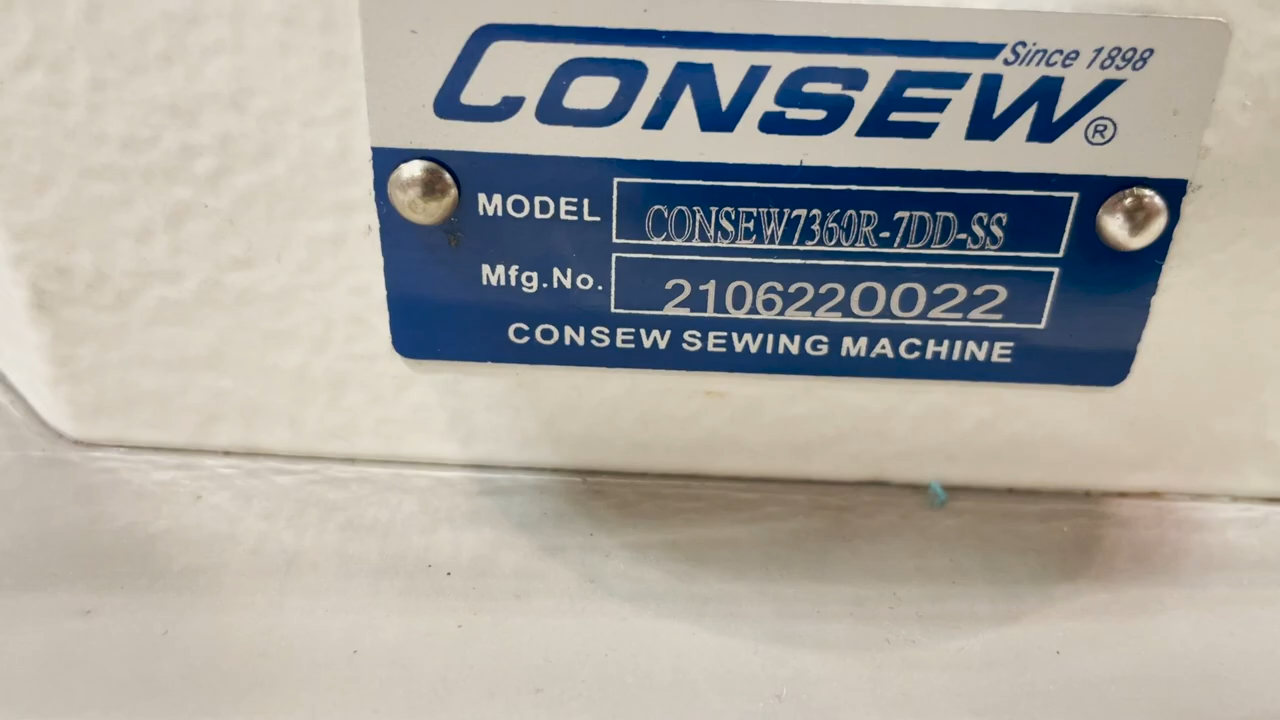 CONSEW®
Since 1898
MODEL CONSEW7360R-7DD-SS
Mfg.No. 2106220022
CONSEW SEWING MACHINE